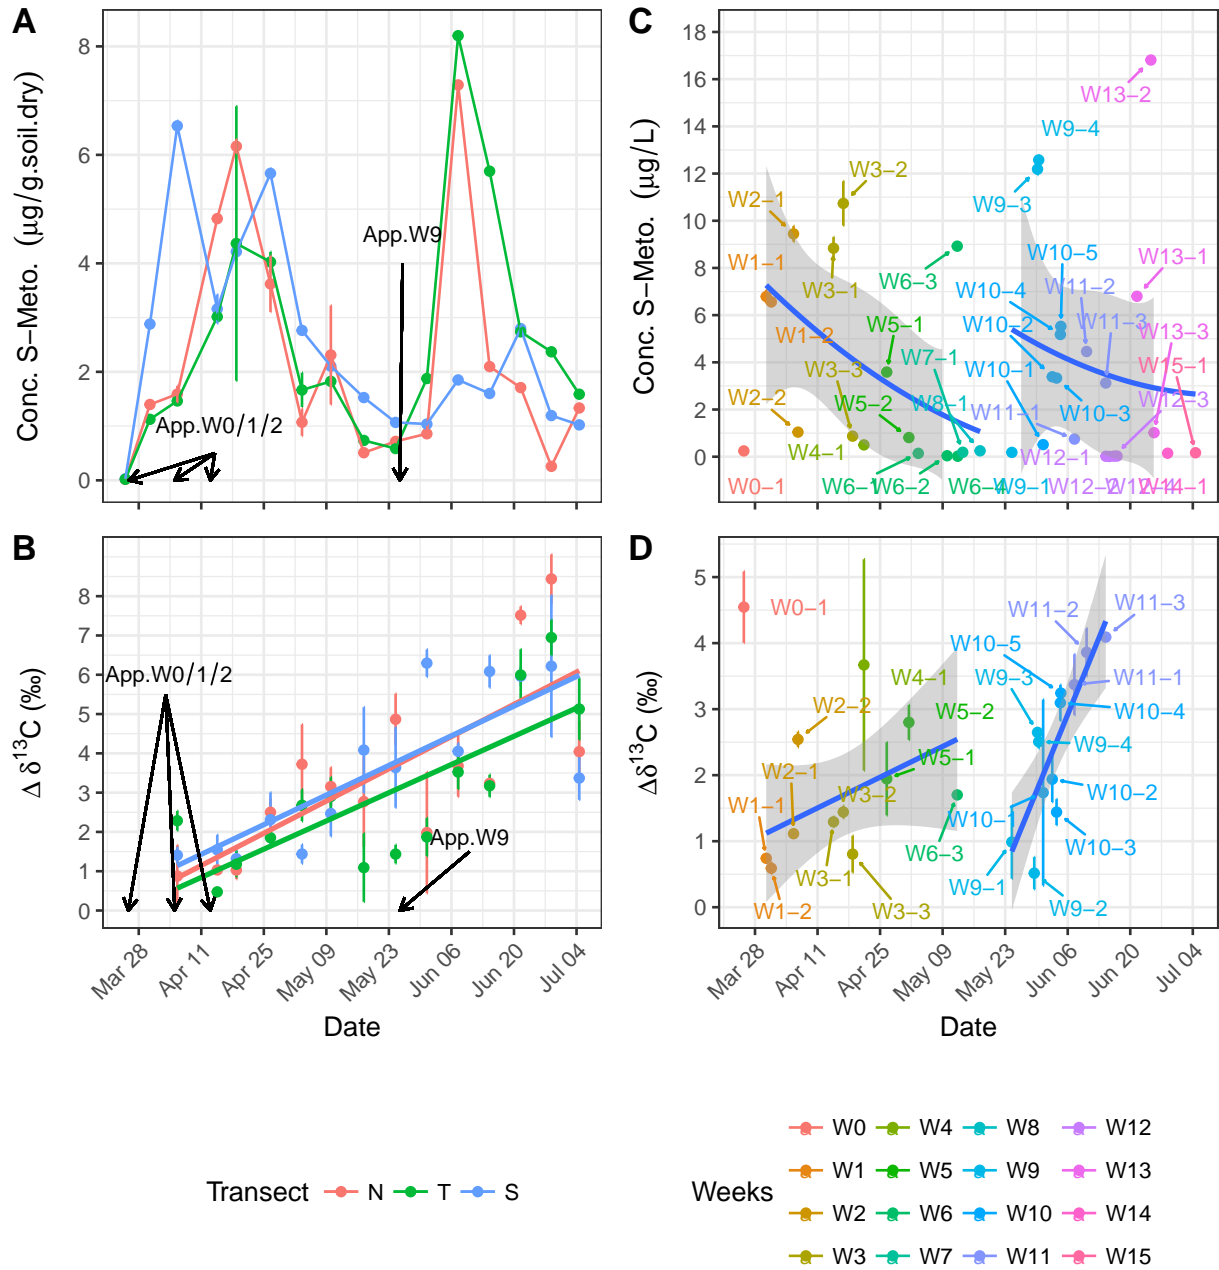 A
Conc. S−Meto. (µg/g.soil.dry)
8
6
4
2
0
App.W9
App.W0/1/2
C
Conc. S−Meto. (µg/L)
18
16
14
12
10
8
6
4
2
0
W13−2
W9−4
W3−2
W2−1
W9−3
W10−5
W13−1
W1−1
W3−1
W6−3
W10−4
W11−2
W5−1
W10−2
W11−3
W13−3
W1−2
W7−1
W3−3
W10−1
W15−1
W2−2
W5−2
W8−1
W11−1
W10−3
W12−3
W4−1
W12−1
W0−1
W6−1
W6−2
W6−4
W9−1
W12−2
W12−4
W14−1
B
Δ δ¹³C (‰)
8
7
6
5
4
3
2
1
0
App.W0/1/2
App.W9
Mar 28
Apr 11
Apr 25
May 09
May 23
Jun 06
Jun 20
Jul 04
Date
D
Δδ¹³C (‰)
5
4
3
2
1
0
W0−1
W11−2
W11−3
W10−5
W4−1
W9−3
W11−1
W2−2
W5−2
W10−4
W9−4
W5−1
W2−1
W10−2
W1−1
W3−2
W10−1
W6−3
W10−3
W3−1
W9−1
W1−2
W3−3
W9−2
Mar 28
Apr 11
Apr 25
May 09
May 23
Jun 06
Jun 20
Jul 04
Date
Transect N T S
Weeks
W0 W4 W8 W12
W1 W5 W9 W13
W2 W6 W10 W14
W3 W7 W11 W15